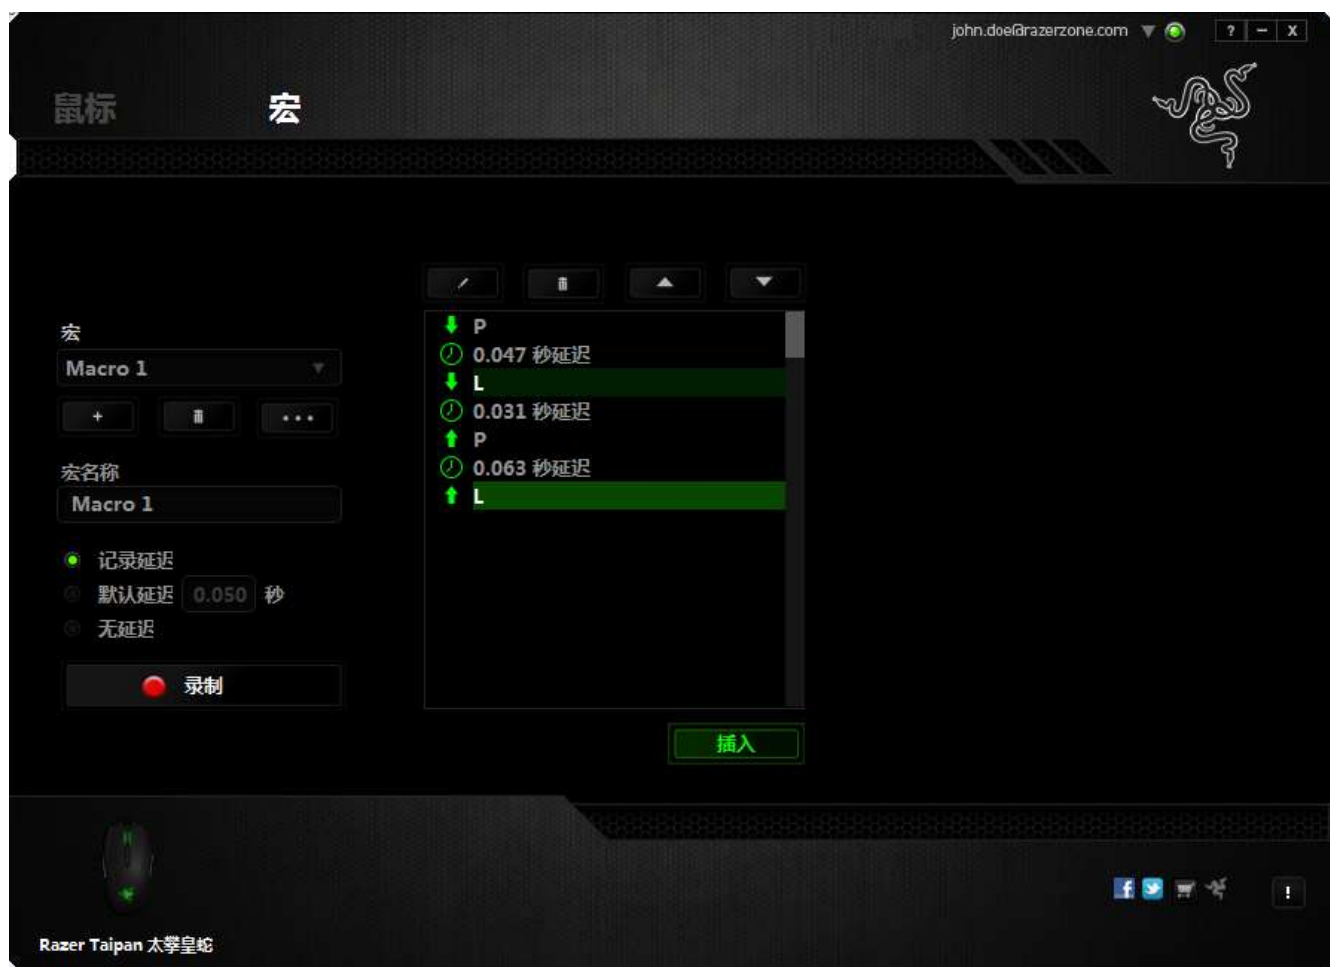 john.doe@razerzone.com
? - X
鼠标
宏
宏
Macro 1
+
...
宏名称
Macro 1
记录延迟
默认延迟 0.050 秒
无延迟
录制
P
0.047 秒延迟
L
0.031 秒延迟
P
0.063 秒延迟
L
插入
f
!
Razer Taipan 太攀皇蛇